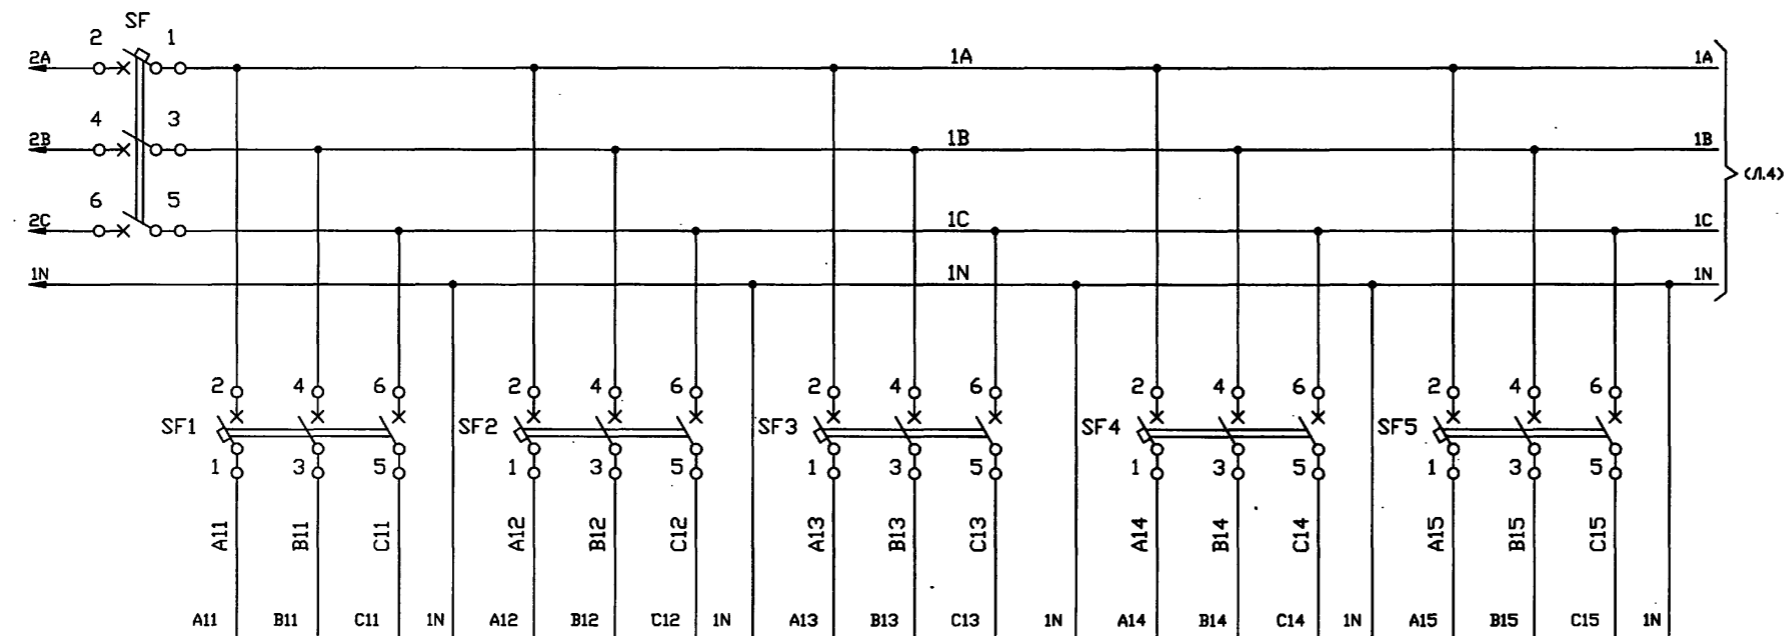 SF
2 1
2A 1A 1A
4 3
2B 1B 1B
(Л.4)
6 5
2C 1C 1C
1N 1N 1N
2 4 6 2 4 6 2 4 6 2 4 6 2 4 6
SF1 SF2 SF3 SF4 SF5
1 3 5 1 3 5 1 3 5 1 3 5 1 3 5
A11 B11 C11 A12 B12 C12 A13 B13 C13 A14 B14 C14 A15 B15 C15
A11 B11 C11 1N A12 B12 C12 1N A13 B13 C13 1N A14 B14 C14 1N A15 B15 C15 1N